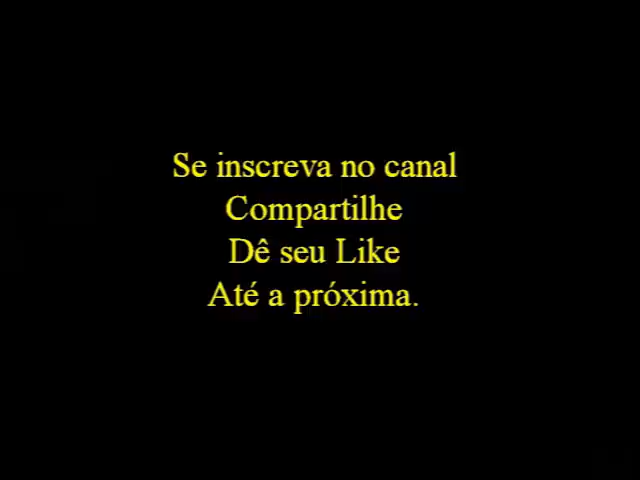 Se inscreva no canal
Compartilhe
Dê seu Like
Até a próxima.